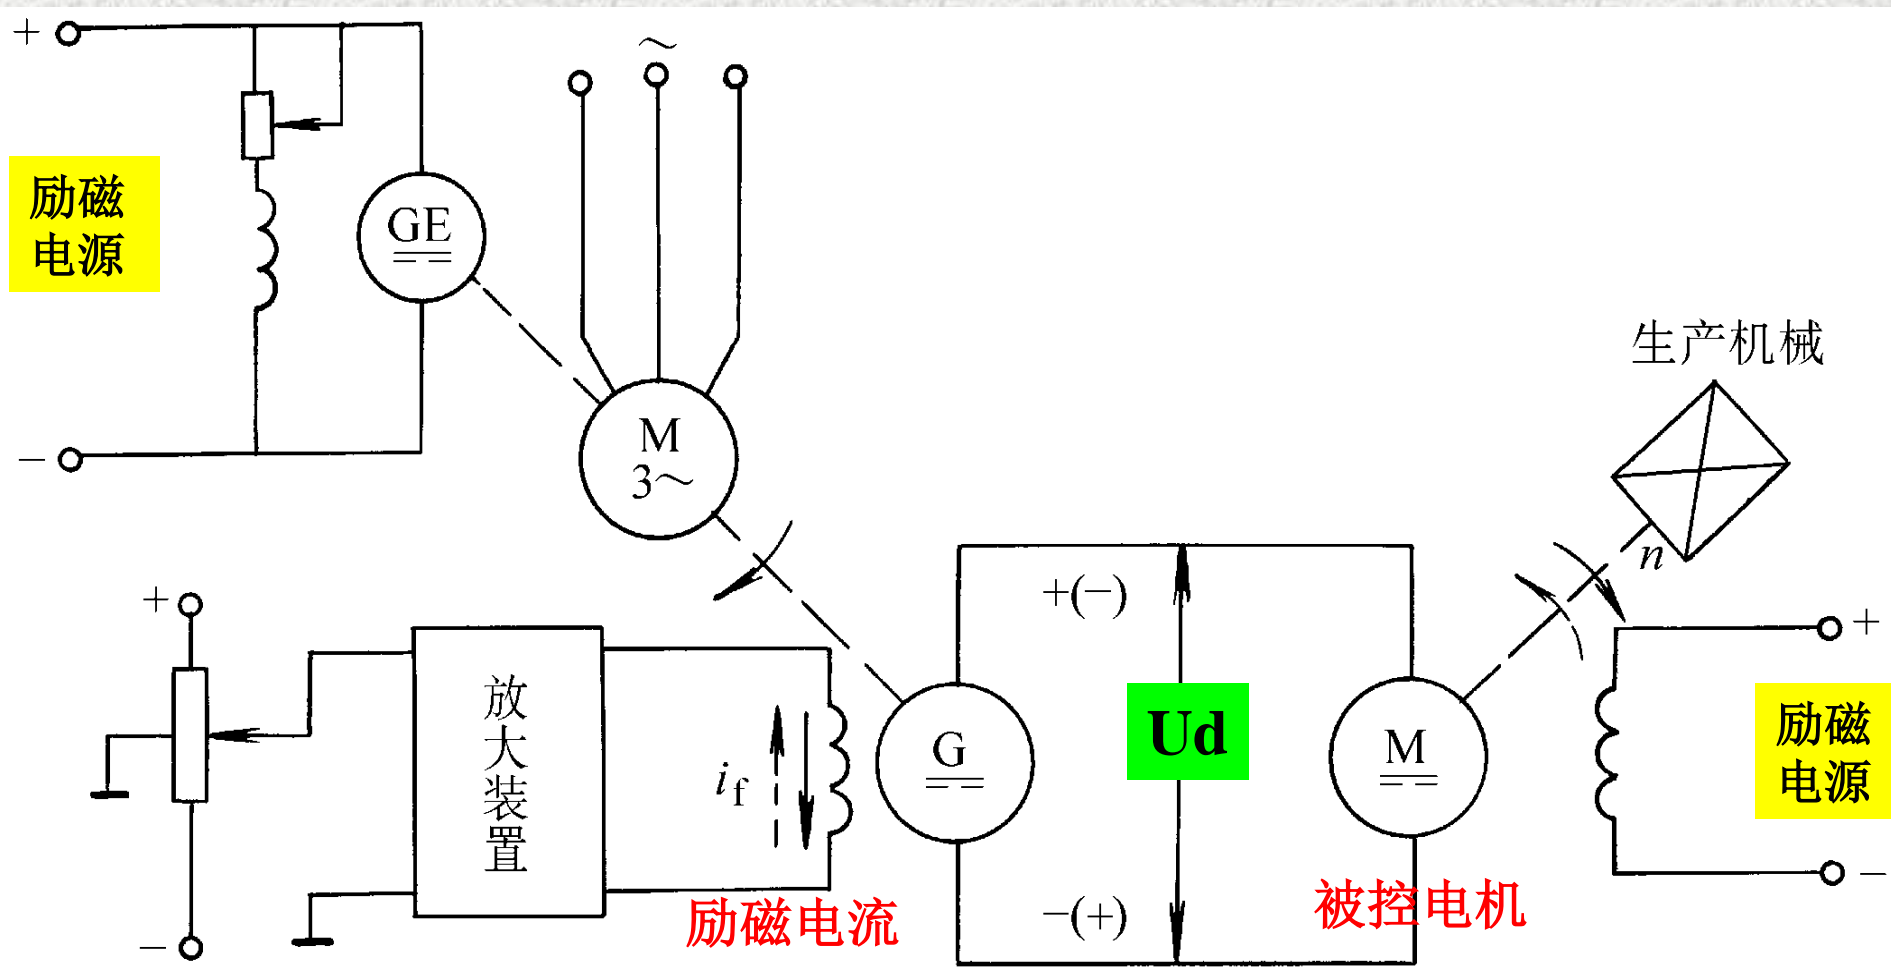 +
~
励磁
电源
GE
−
M
3~
生产机械
n
+
放
大
装
置
−
i_f
励磁电流
G
+(−)
Ud
−(+)
M
被控电机
+
励磁
电源
−